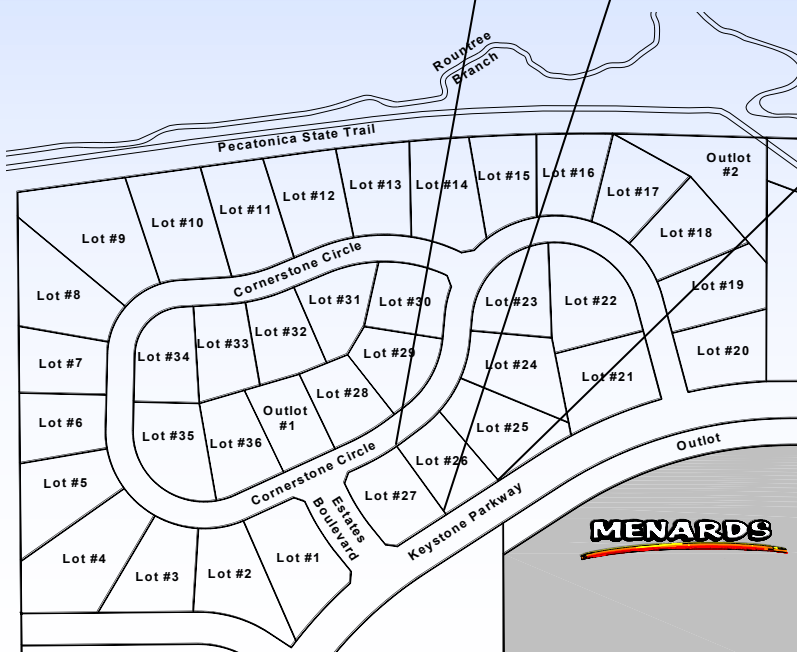 Rountree
Branch
Pecatonica State Trail
Outlot
#2
Lot #16
Lot #15
Lot #14
Lot #13
Lot #12
Lot #11
Lot #10
Lot #9
Lot #17
Lot #18
Lot #19
Lot #20
Lot #8
Lot #7
Lot #6
Lot #5
Lot #4
Lot #3
Lot #2
Lot #1
Cornerstone Circle
Lot #31
Lot #30
Lot #23
Lot #22
Lot #32
Lot #33
Lot #34
Lot #29
Lot #24
Lot #21
Lot #28
Outlot
#1
Lot #36
Lot #35
Lot #25
Lot #26
Lot #27
Cornerstone Circle
Estates
Boulevard
Keystone Parkway
Outlot
MENARDS